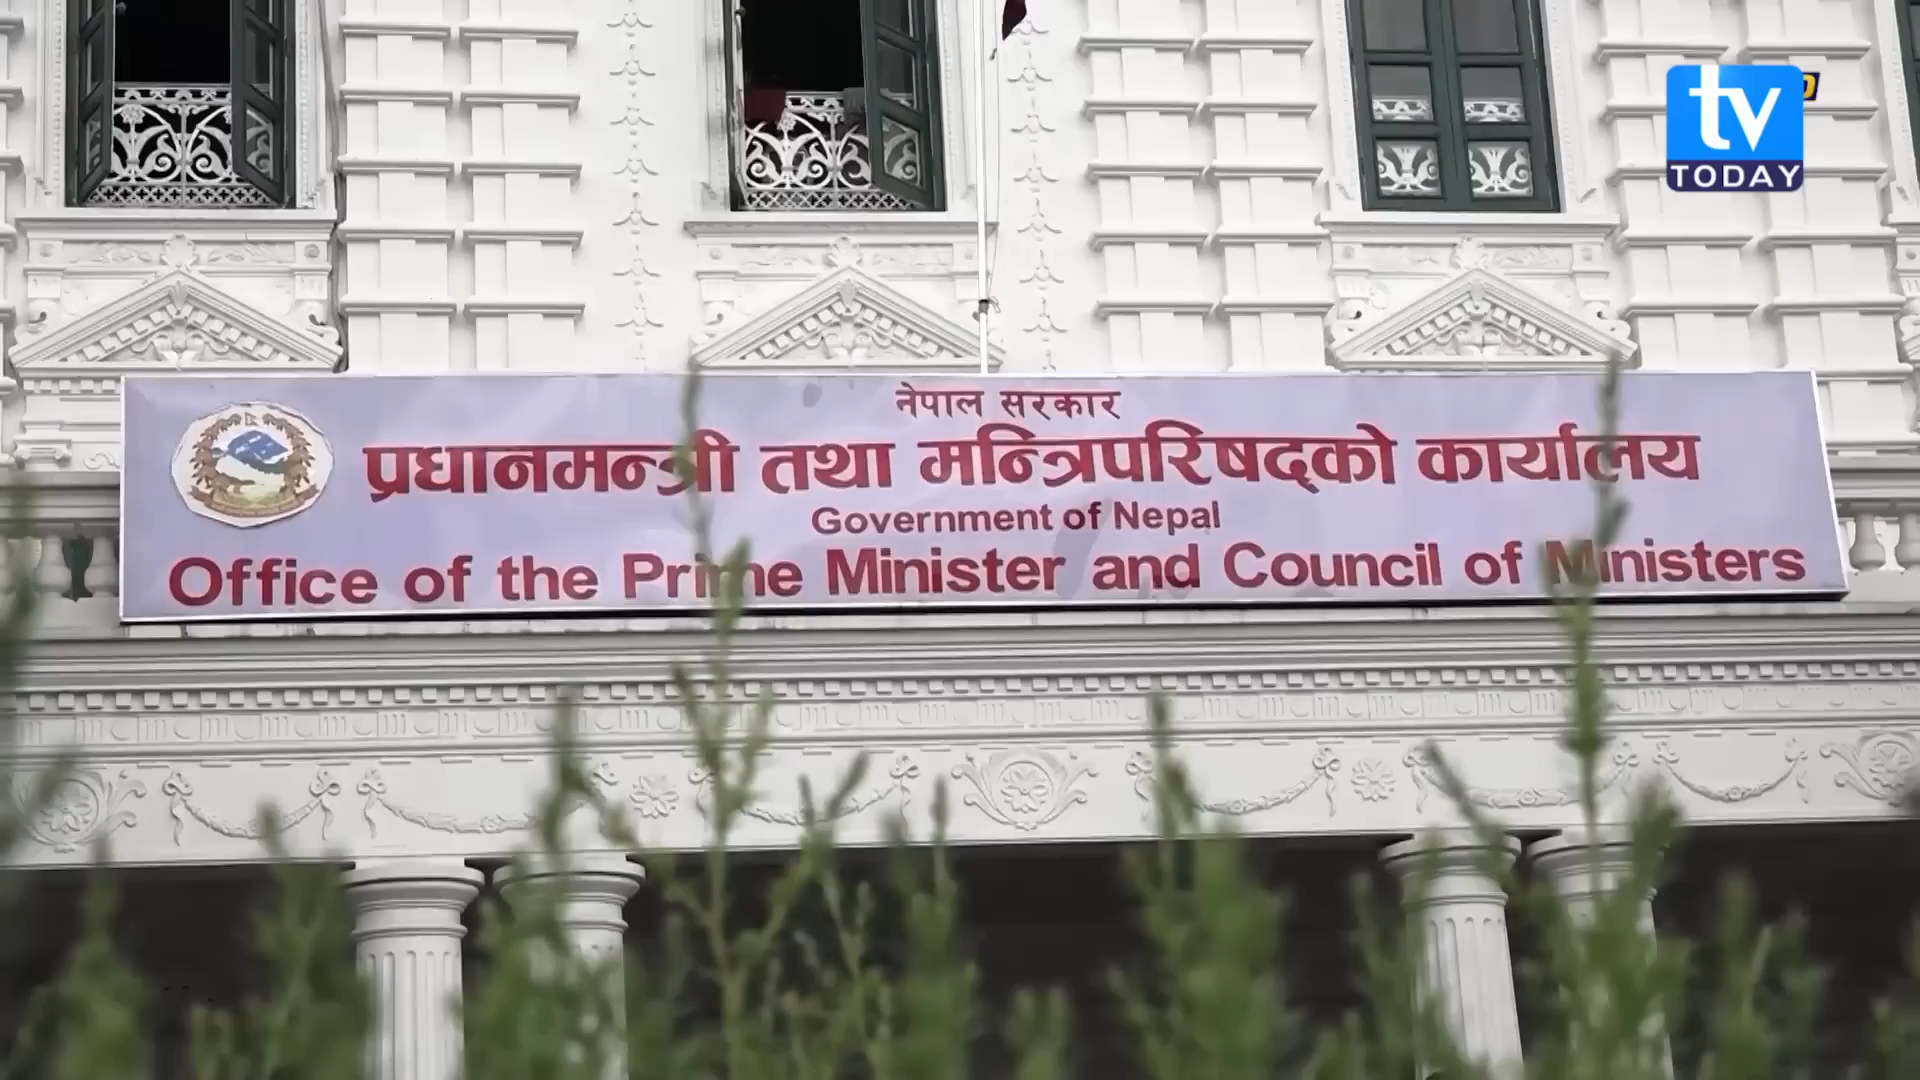 नेपाल सरकार
प्रधानमन्त्री तथा मन्त्रिपरिषद्को कार्यालय
Government of Nepal
Office of the Prime Minister and Council of Ministers
tv
TODAY